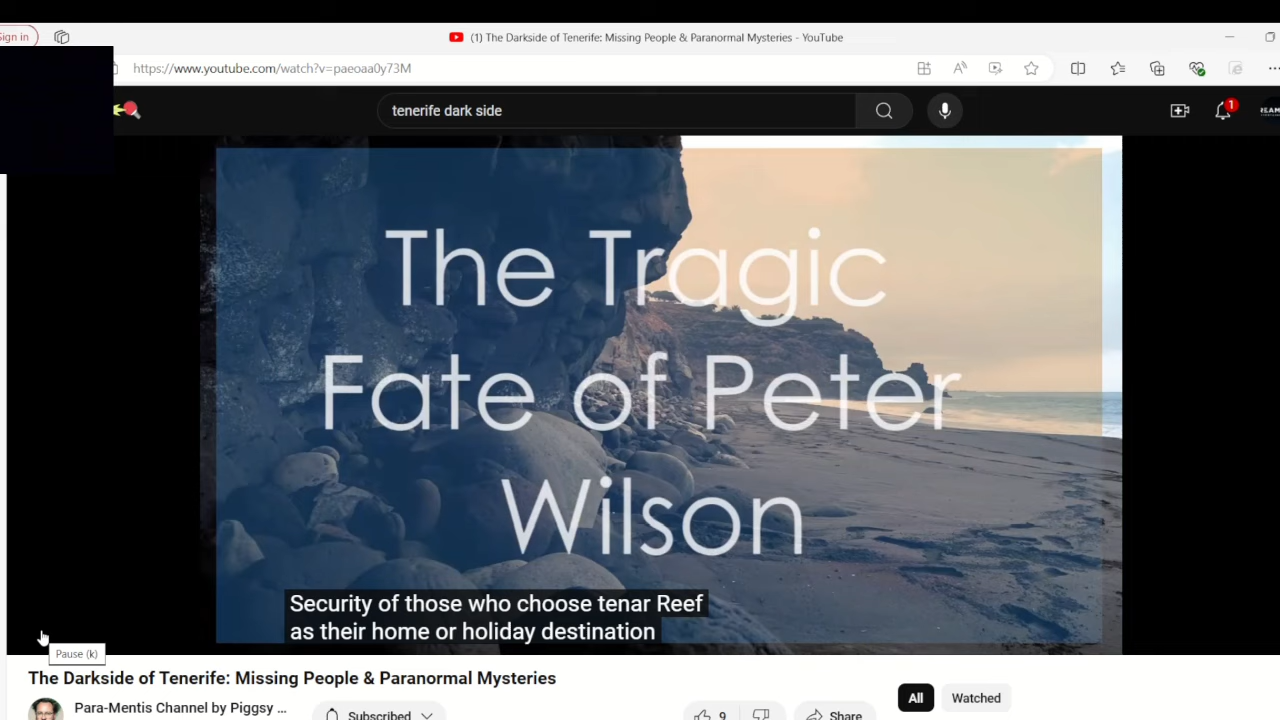 Sign in
(1) The Darkside of Tenerife: Missing People & Paranormal Mysteries - YouTube
https://www.youtube.com/watch?v=paeoaa0y73M
tenerife dark side
1
The Tragic
Fate of Peter
Wilson
Security of those who choose tenar Reef
as their home or holiday destination
Pause (k)
The Darkside of Tenerife: Missing People & Paranormal Mysteries
Para-Mentis Channel by Piggsy ...
Subscribed
9
Share
All
Watched